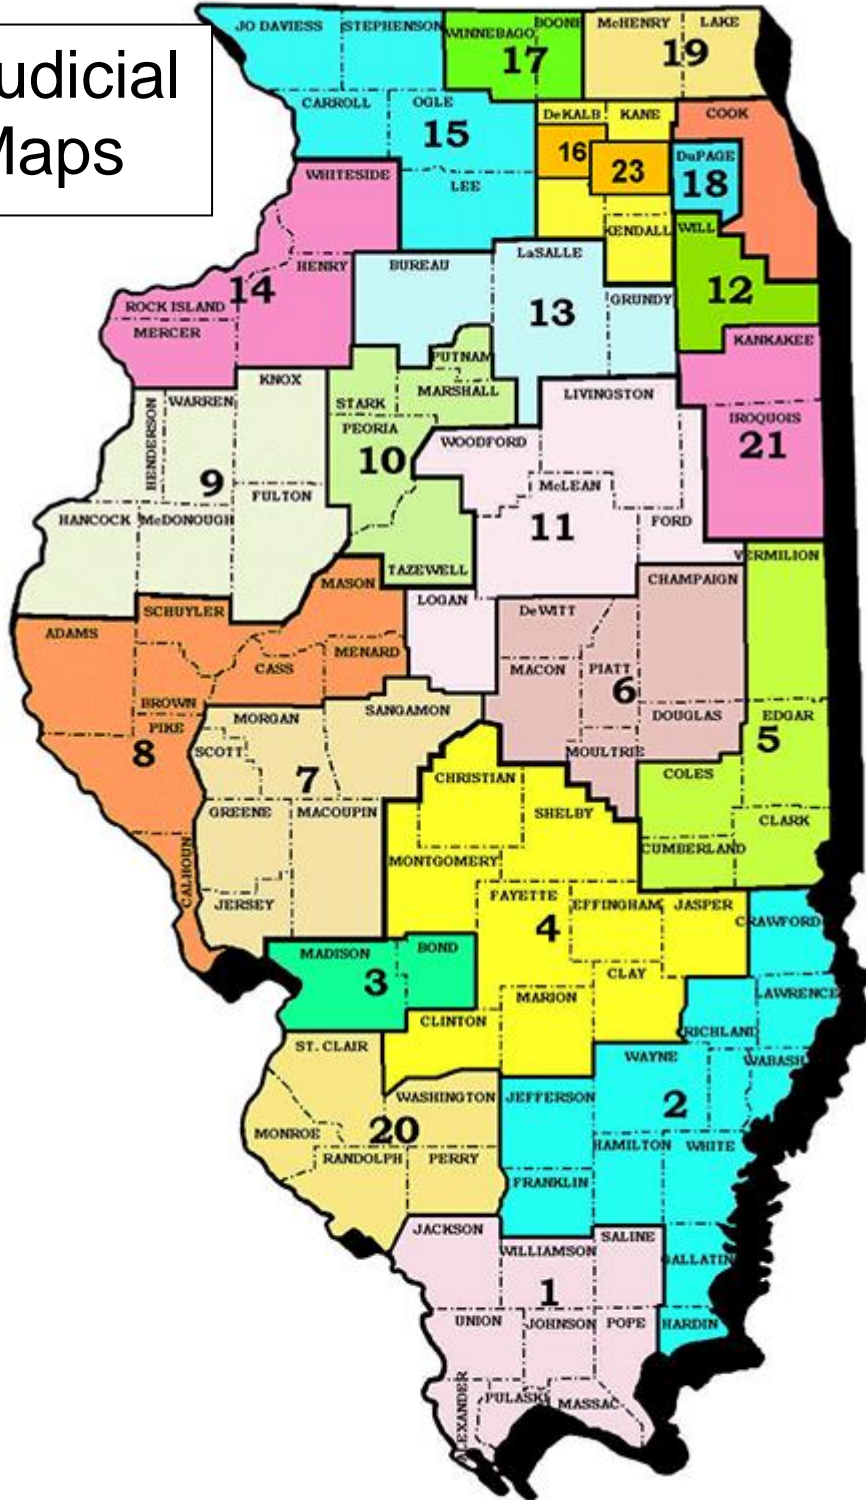 udicial
Maps
JO DAVIESS STEPHENSON WINNEBAGO BOONE McHENRY LAKE
17 19
CARROLL OGLE DeKALB KANE COOK
15 16 23 DuPAGE
18
WHITESIDE LEE
KENDALL WILL
HENRY BUREAU LaSALLE
14 13 12
ROCK ISLAND GRUNDY
MERCER KANKAKEE
PUTNAM
KNOX STARK MARSHALL LIVINGSTON
HENDERSON WARREN PEORIA WOODFORD IROQUOIS
9 10 21
FULTON McLEAN
HANCOCK McDONOUGH 11 FORD
TAZEWELL VERMILION
MASON CHAMPAIGN
SCHUYLER LOGAN DeWITT
ADAMS
CASS MENARD MACON PIATT
BROWN 6
PIKE MORGAN SANGAMON DOUGLAS EDGAR
8 SCOTT 7 MOULTRIE 5
CHRISTIAN COLES
GREENE MACOUPIN SHELBY CLARK
CALHOUN MONTGOMERY CUMBERLAND
JERSEY FAYETTE EFFINGHAM JASPER
4 CRAWFORD
MADISON BOND
3 CLAY
MARION LAWRENCE
CLINTON RICHLAND
ST. CLAIR WAYNE WABASH
WASHINGTON JEFFERSON 2
MONROE 20
RANDOLPH PERRY HAMILTON WHITE
FRANKLIN
JACKSON WILLIAMSON SALINE
GALLATIN
1
UNION JOHNSON POPE HARDIN
ALEXANDER PULASKI MASSAC